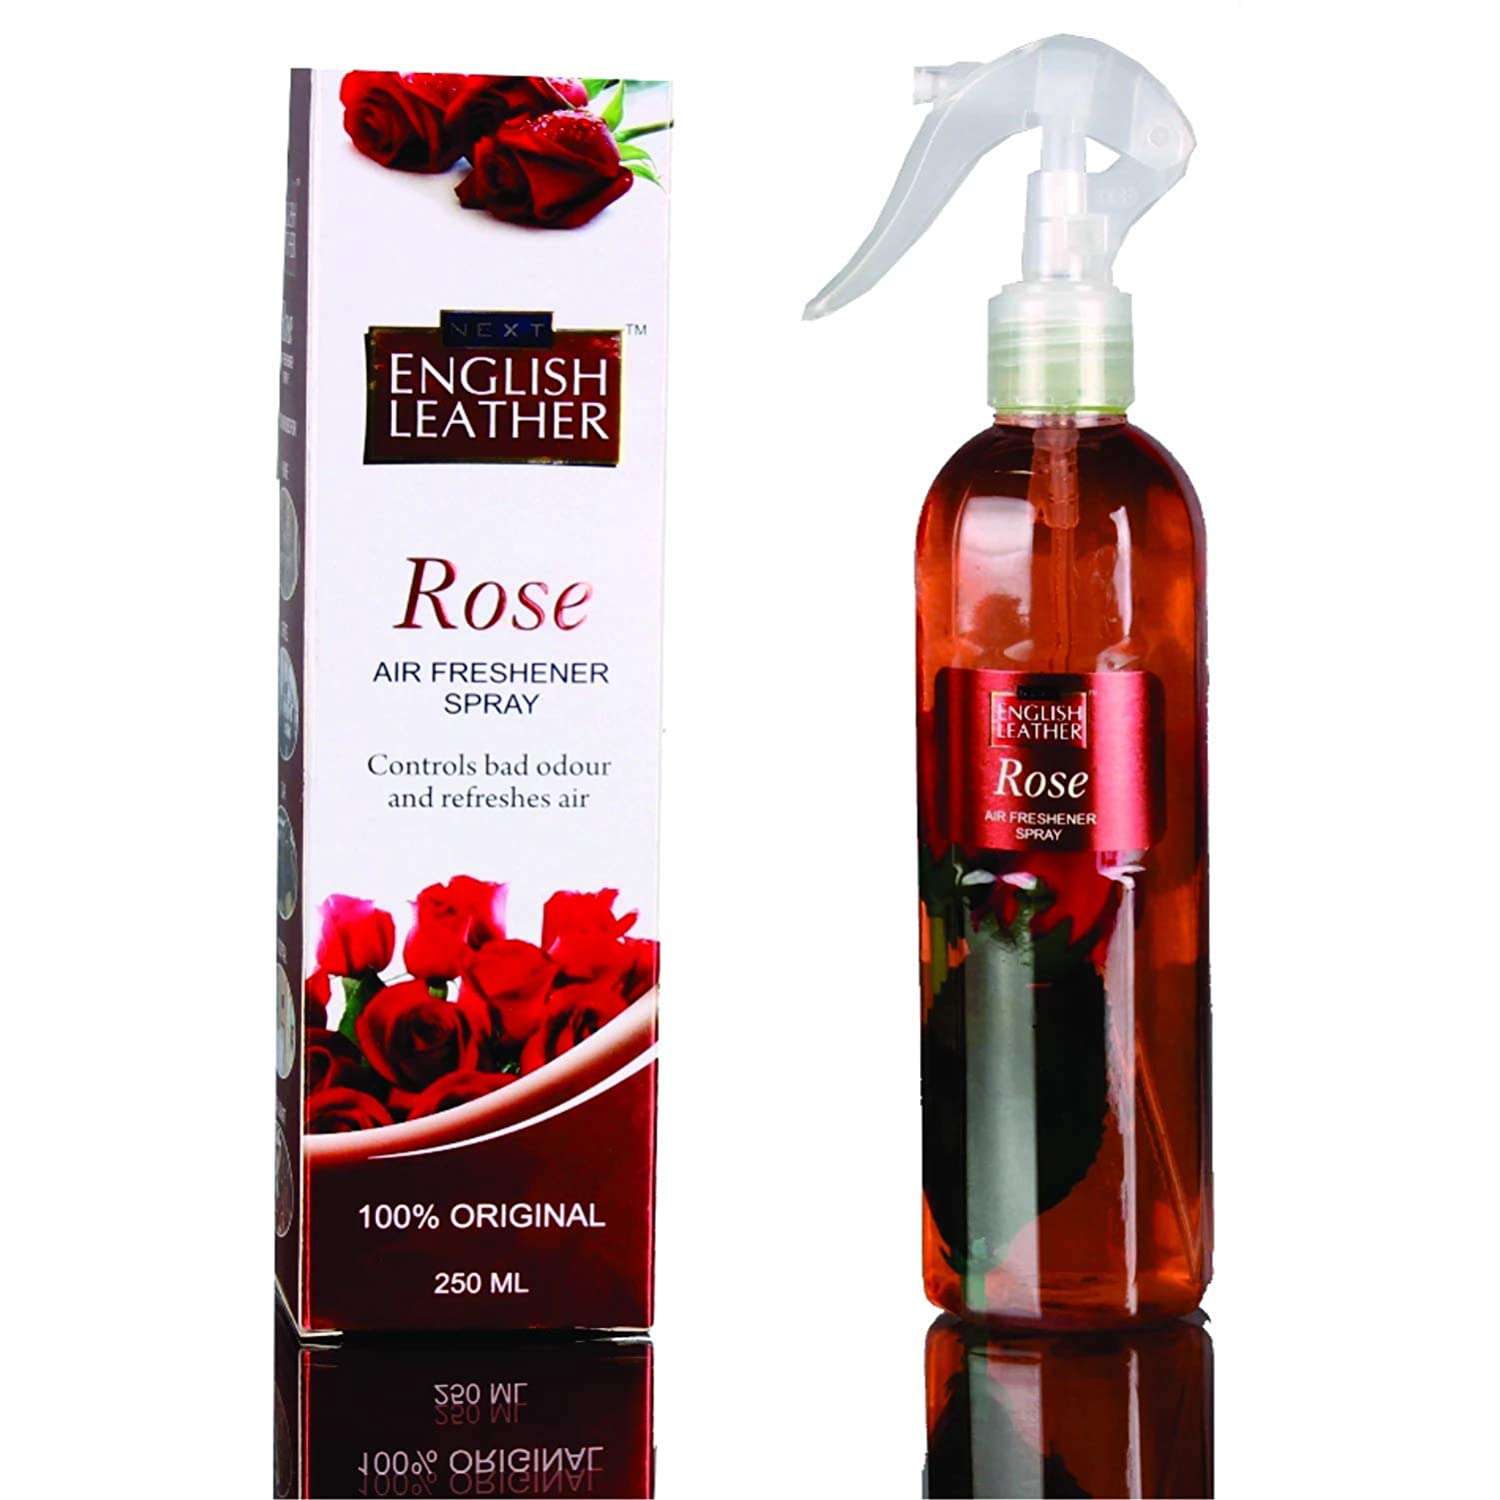 NEXT
ENGLISH
LEATHER
TM
Rose
AIR FRESHENER
SPRAY
Controls bad odour
and refreshes air
100% ORIGINAL
250 ML
NEXT
ENGLISH
LEATHER
Rose
AIR FRESHENER
SPRAY
250 ML
100% ORIGINAL